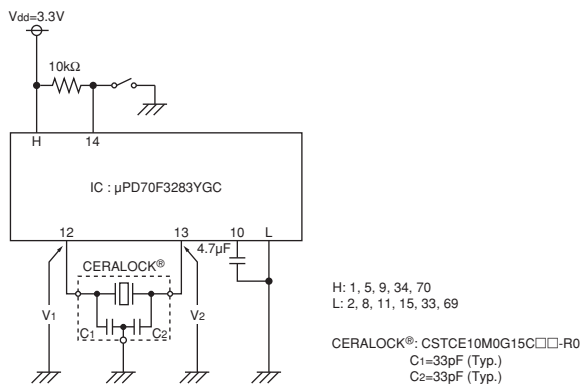 Vdd=3.3V
10kΩ
H
14
IC : μPD70F3283YGC
12
13
10
L
4.7μF
CERALOCK®
V1
C1
C2
V2
H: 1, 5, 9, 34, 70
L: 2, 8, 11, 15, 33, 69
CERALOCK®: CSTCE10M0G15C□□-R0
C1=33pF (Typ.)
C2=33pF (Typ.)